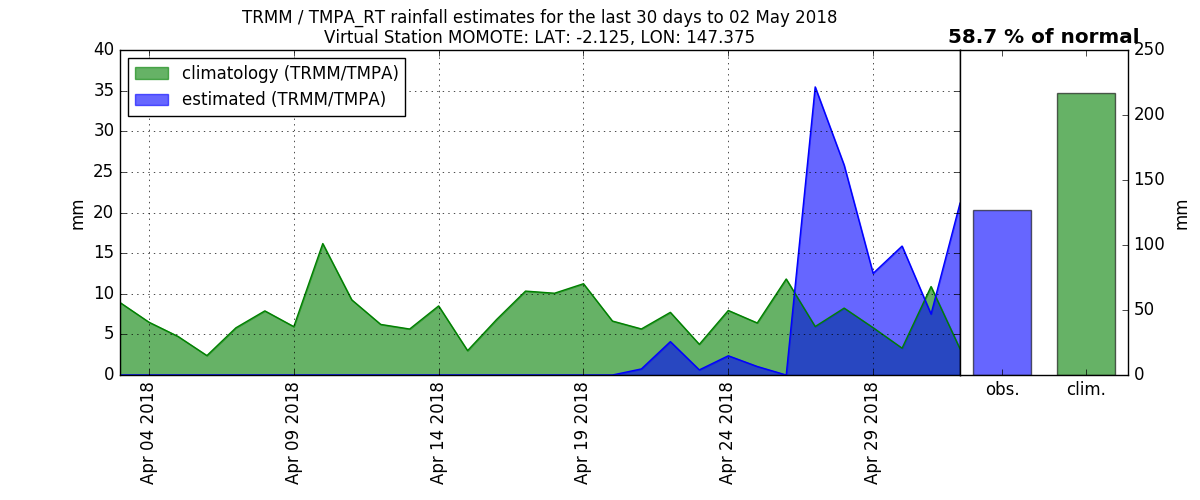 TRMM / TMPA_RT rainfall estimates for the last 30 days to 02 May 2018
Virtual Station MOMOTE: LAT: -2.125, LON: 147.375
58.7 % of normal
climatology (TRMM/TMPA)
estimated (TRMM/TMPA)
40
35
30
25
20
15
10
5
0
mm
Apr 04 2018
Apr 09 2018
Apr 14 2018
Apr 19 2018
Apr 24 2018
Apr 29 2018
obs.
clim.
250
200
150
100
50
0
mm